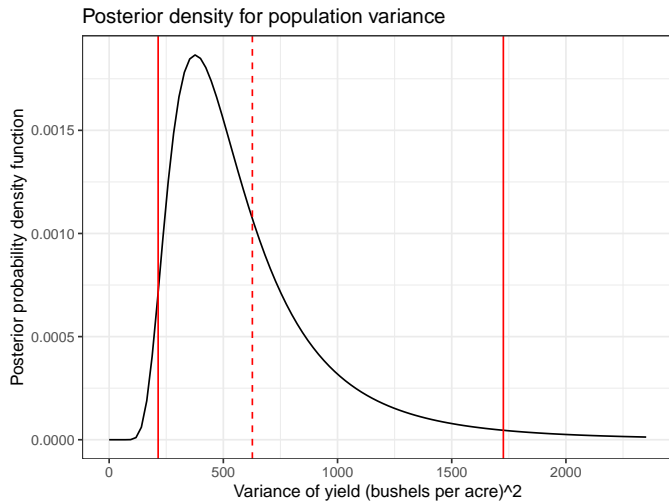 Posterior density for population variance
Posterior probability density function
0.0015
0.0010
0.0005
0.0000
0 500 1000 1500 2000
Variance of yield (bushels per acre)^2